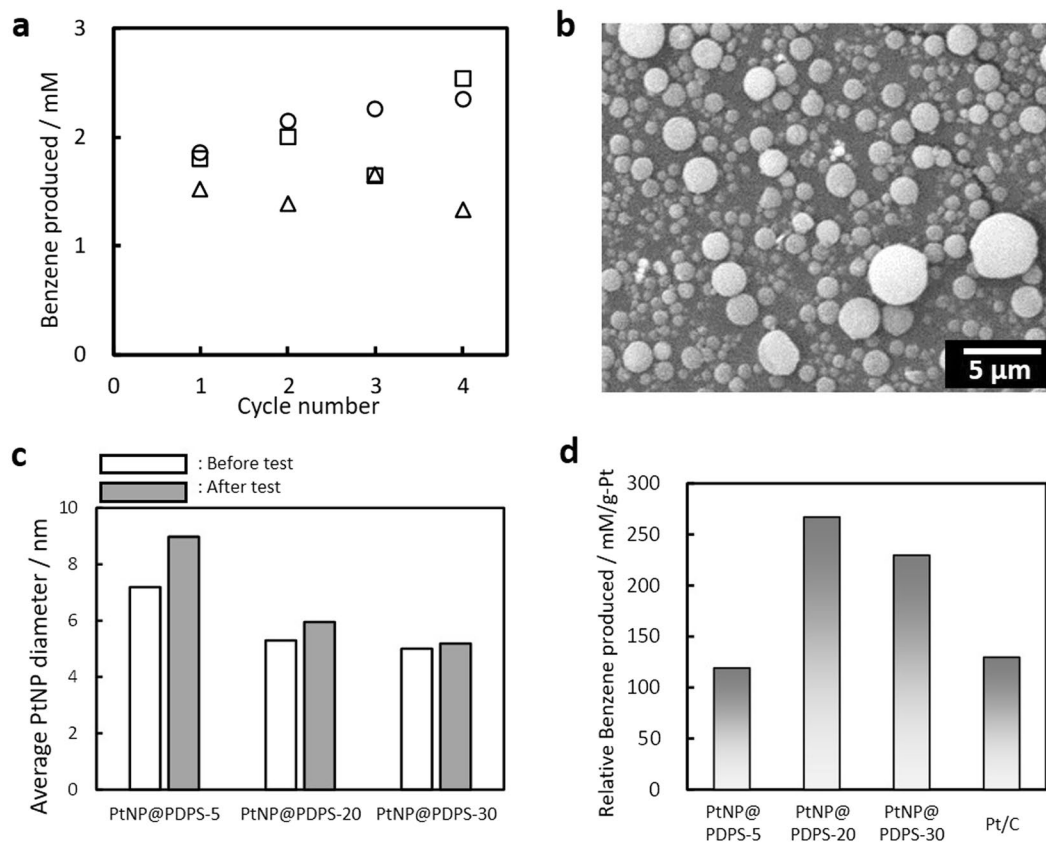 a
3
2
1
0
Benzene produced / mM
0 1 2 3 4
Cycle number
b
5 μm
c
: Before test
: After test
10
8
6
4
2
0
Average PtNP diameter / nm
PtNP@PDPS-5 PtNP@PDPS-20 PtNP@PDPS-30
d
300
250
200
150
100
50
0
Relative Benzene produced / mM/g-Pt
PtNP@ PtNP@ PtNP@ Pt/C
PDPS-5 PDPS-20 PDPS-30